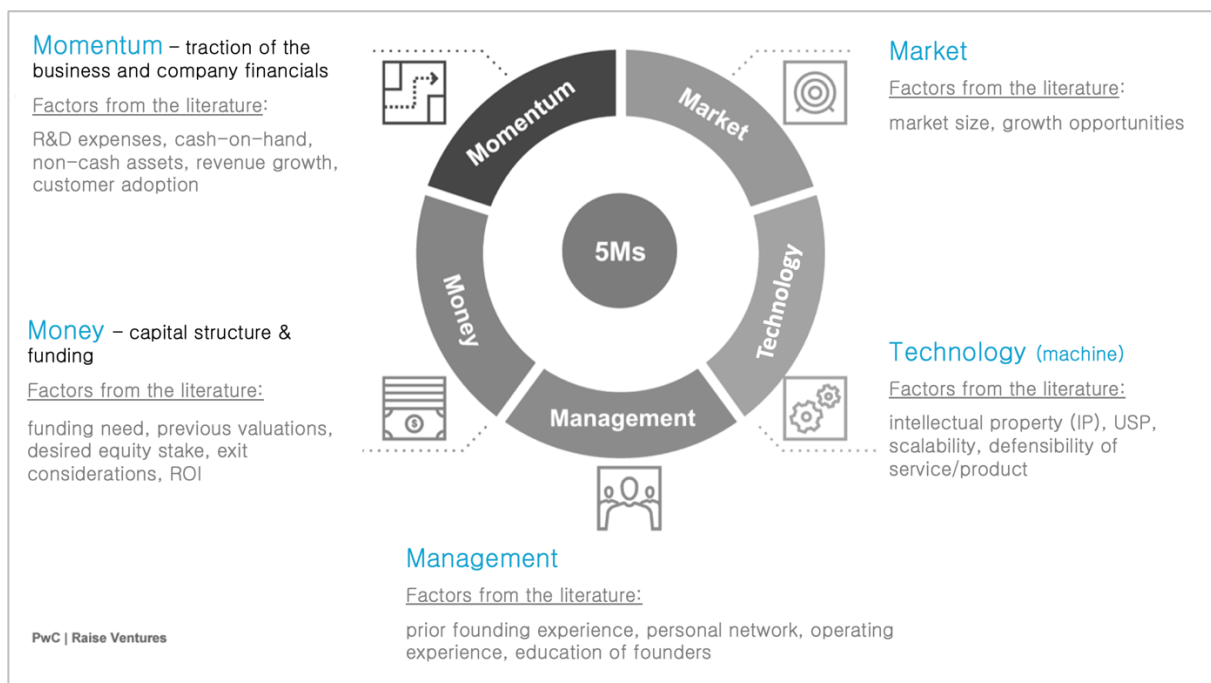 Momentum – traction of the
business and company financials
Factors from the literature:
R&D expenses, cash-on-hand,
non-cash assets, revenue growth,
customer adoption
Market
Factors from the literature:
market size, growth opportunities
Momentum
Market
5Ms
Money
Technology
Management
Money – capital structure &
funding
Factors from the literature:
funding need, previous valuations,
desired equity stake, exit
considerations, ROI
$
Technology (machine)
Factors from the literature:
intellectual property (IP), USP,
scalability, defensibility of
service/product
Management
Factors from the literature:
prior founding experience, personal network, operating
experience, education of founders
PwC | Raise Ventures